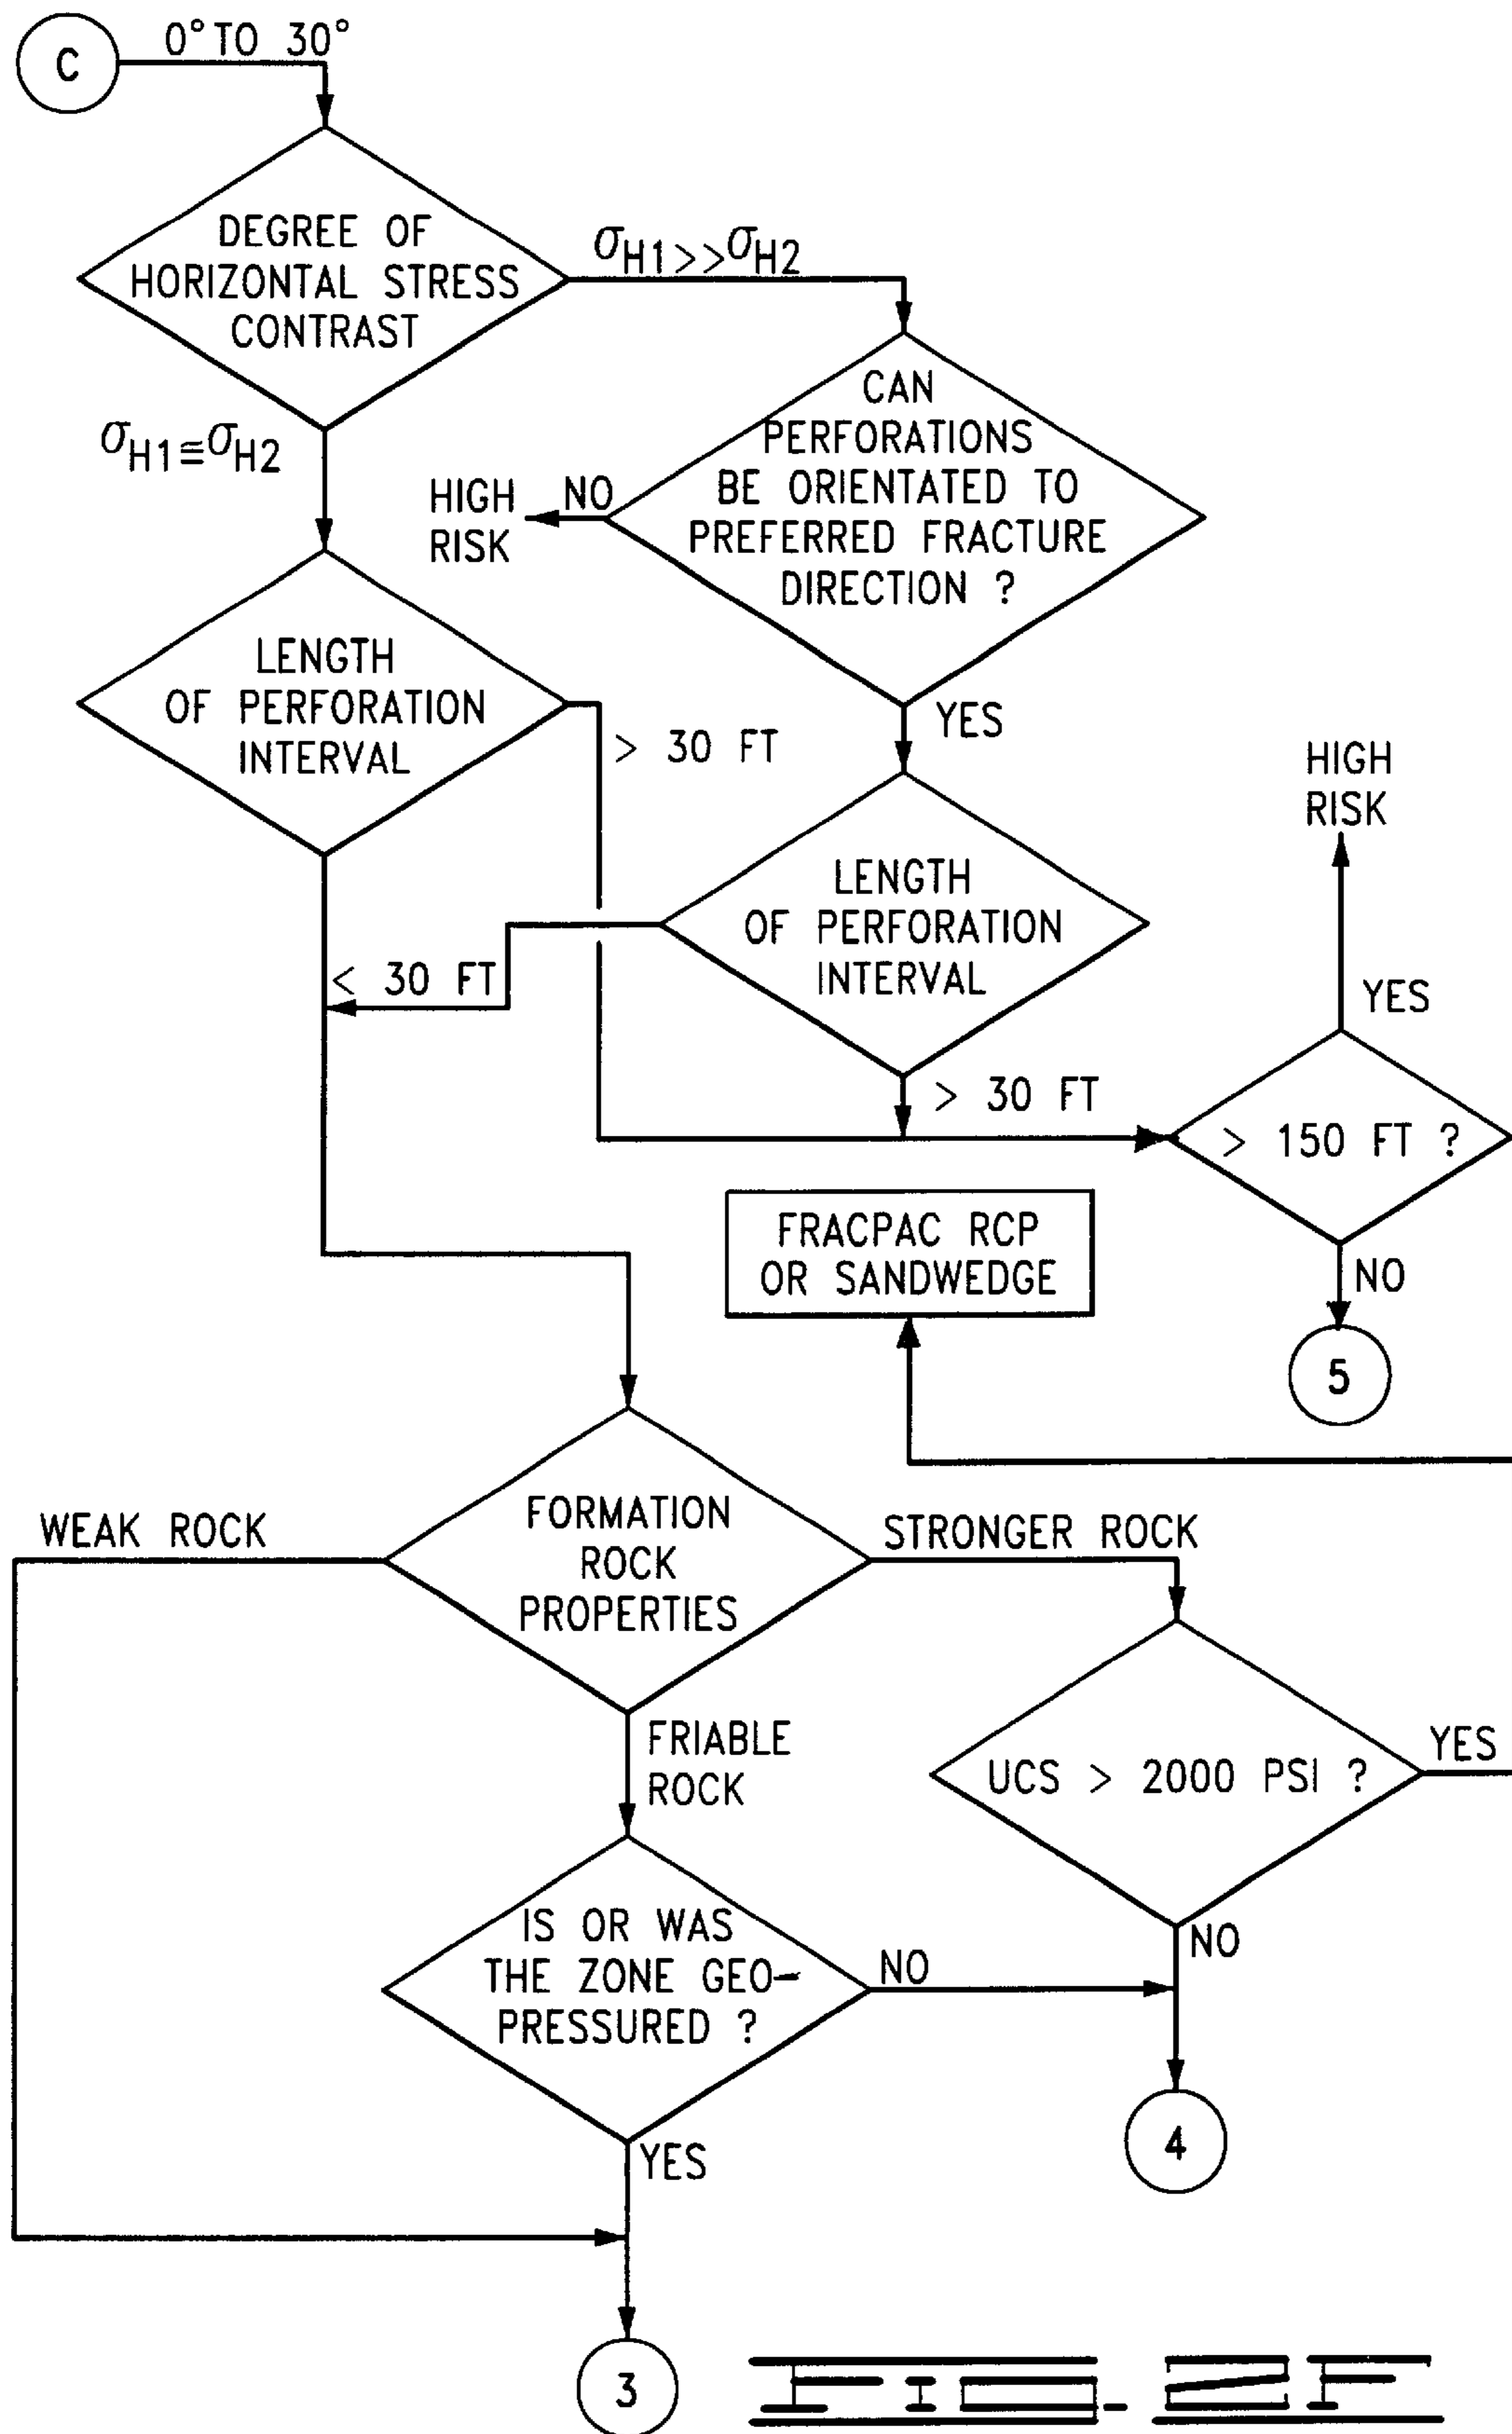 C
0° TO 30°
DEGREE OF
HORIZONTAL STRESS
CONTRAST
σH1>>σH2
σH1≅σH2
CAN
PERFORATIONS
BE ORIENTATED TO
PREFERRED FRACTURE
DIRECTION ?
NO
HIGH
RISK
YES
LENGTH
OF PERFORATION
INTERVAL
> 30 FT
LENGTH
OF PERFORATION
INTERVAL
< 30 FT
> 30 FT
HIGH
RISK
YES
> 150 FT ?
NO
5
FRACPAC RCP
OR SANDWEDGE
FORMATION
ROCK
PROPERTIES
WEAK ROCK
STRONGER ROCK
FRIABLE
ROCK
UCS > 2000 PSI ?
YES
NO
IS OR WAS
THE ZONE GEO-
PRESSURED ?
NO
YES
4
3